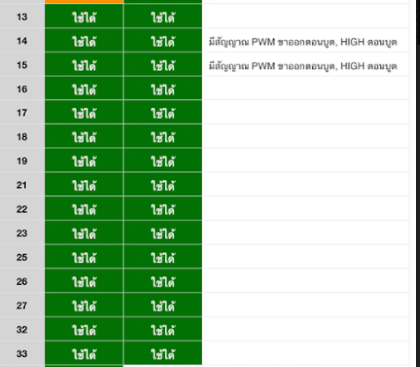 13 ใช้ได้ ใช้ได้
14 ใช้ได้ ใช้ได้ มีสัญญาณ PWM ขาออกตอนบูต, HIGH ตอนบูต
15 ใช้ได้ ใช้ได้ มีสัญญาณ PWM ขาออกตอนบูต, HIGH ตอนบูต
16 ใช้ได้ ใช้ได้
17 ใช้ได้ ใช้ได้
18 ใช้ได้ ใช้ได้
19 ใช้ได้ ใช้ได้
21 ใช้ได้ ใช้ได้
22 ใช้ได้ ใช้ได้
23 ใช้ได้ ใช้ได้
25 ใช้ได้ ใช้ได้
26 ใช้ได้ ใช้ได้
27 ใช้ได้ ใช้ได้
32 ใช้ได้ ใช้ได้
33 ใช้ได้ ใช้ได้